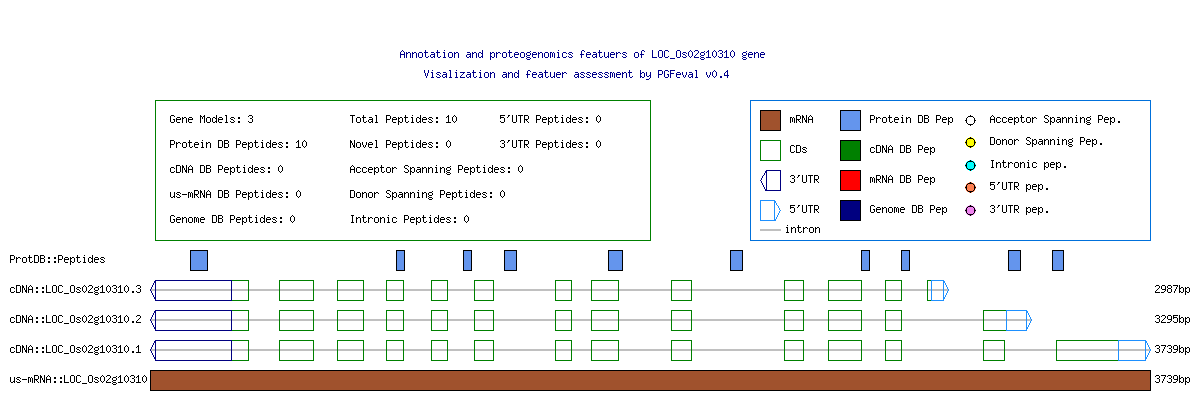 Annotation and proteogenomics featuers of LOC_Os02g10310 gene
Visalization and featuer assessment by PGFeval v0.4
Gene Models: 3 Total Peptides: 10 5'UTR Peptides: 0
Protein DB Peptides: 10 Novel Peptides: 0 3'UTR Peptides: 0
cDNA DB Peptides: 0 Acceptor Spanning Peptides: 0
us-mRNA DB Peptides: 0 Donor Spanning Peptides: 0
Genome DB Peptides: 0 Intronic Peptides: 0
mRNA Protein DB Pep Acceptor Spanning Pep.
CDs cDNA DB Pep Donor Spanning Pep.
3'UTR mRNA DB Pep Intronic pep.
5'UTR Genome DB Pep 5'UTR pep.
intron 3'UTR pep.
ProtDB::Peptides
cDNA::LOC_Os02g10310.3 2987bp
cDNA::LOC_Os02g10310.2 3295bp
cDNA::LOC_Os02g10310.1 3739bp
us-mRNA::LOC_Os02g10310 3739bp